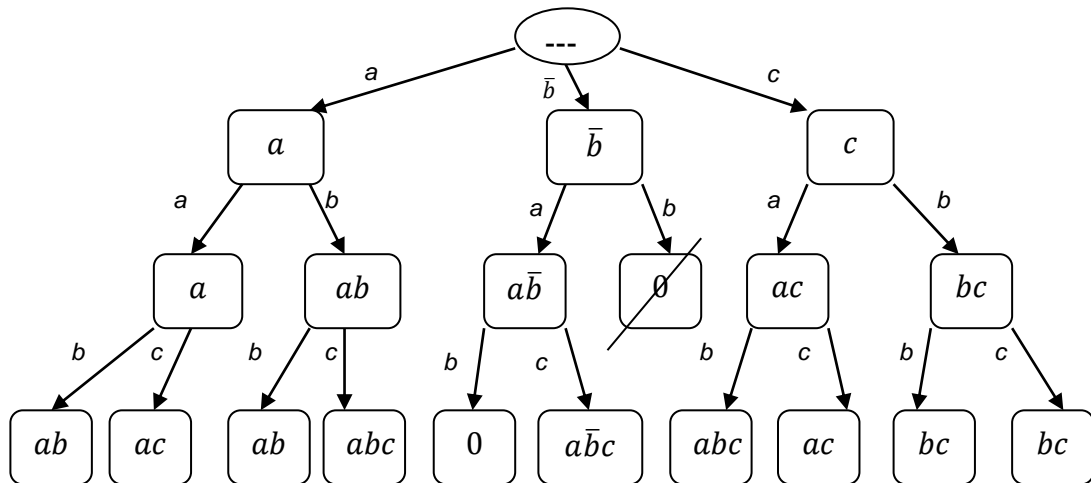 ---
a b̄ c
a b̄ c
a b a b a b
a ab ab̄ 0 ac bc
b c b c b c b c b c
ab ac ab abc 0 ab̄c abc ac bc bc